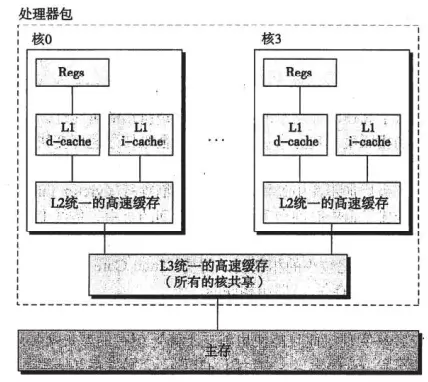 处理器包
核0
核3
Regs
Regs
L1
d-cache
L1
i-cache
...
L1
d-cache
L1
i-cache
L2统一的高速缓存
L2统一的高速缓存
L3统一的高速缓存
(所有的核共享)
主存